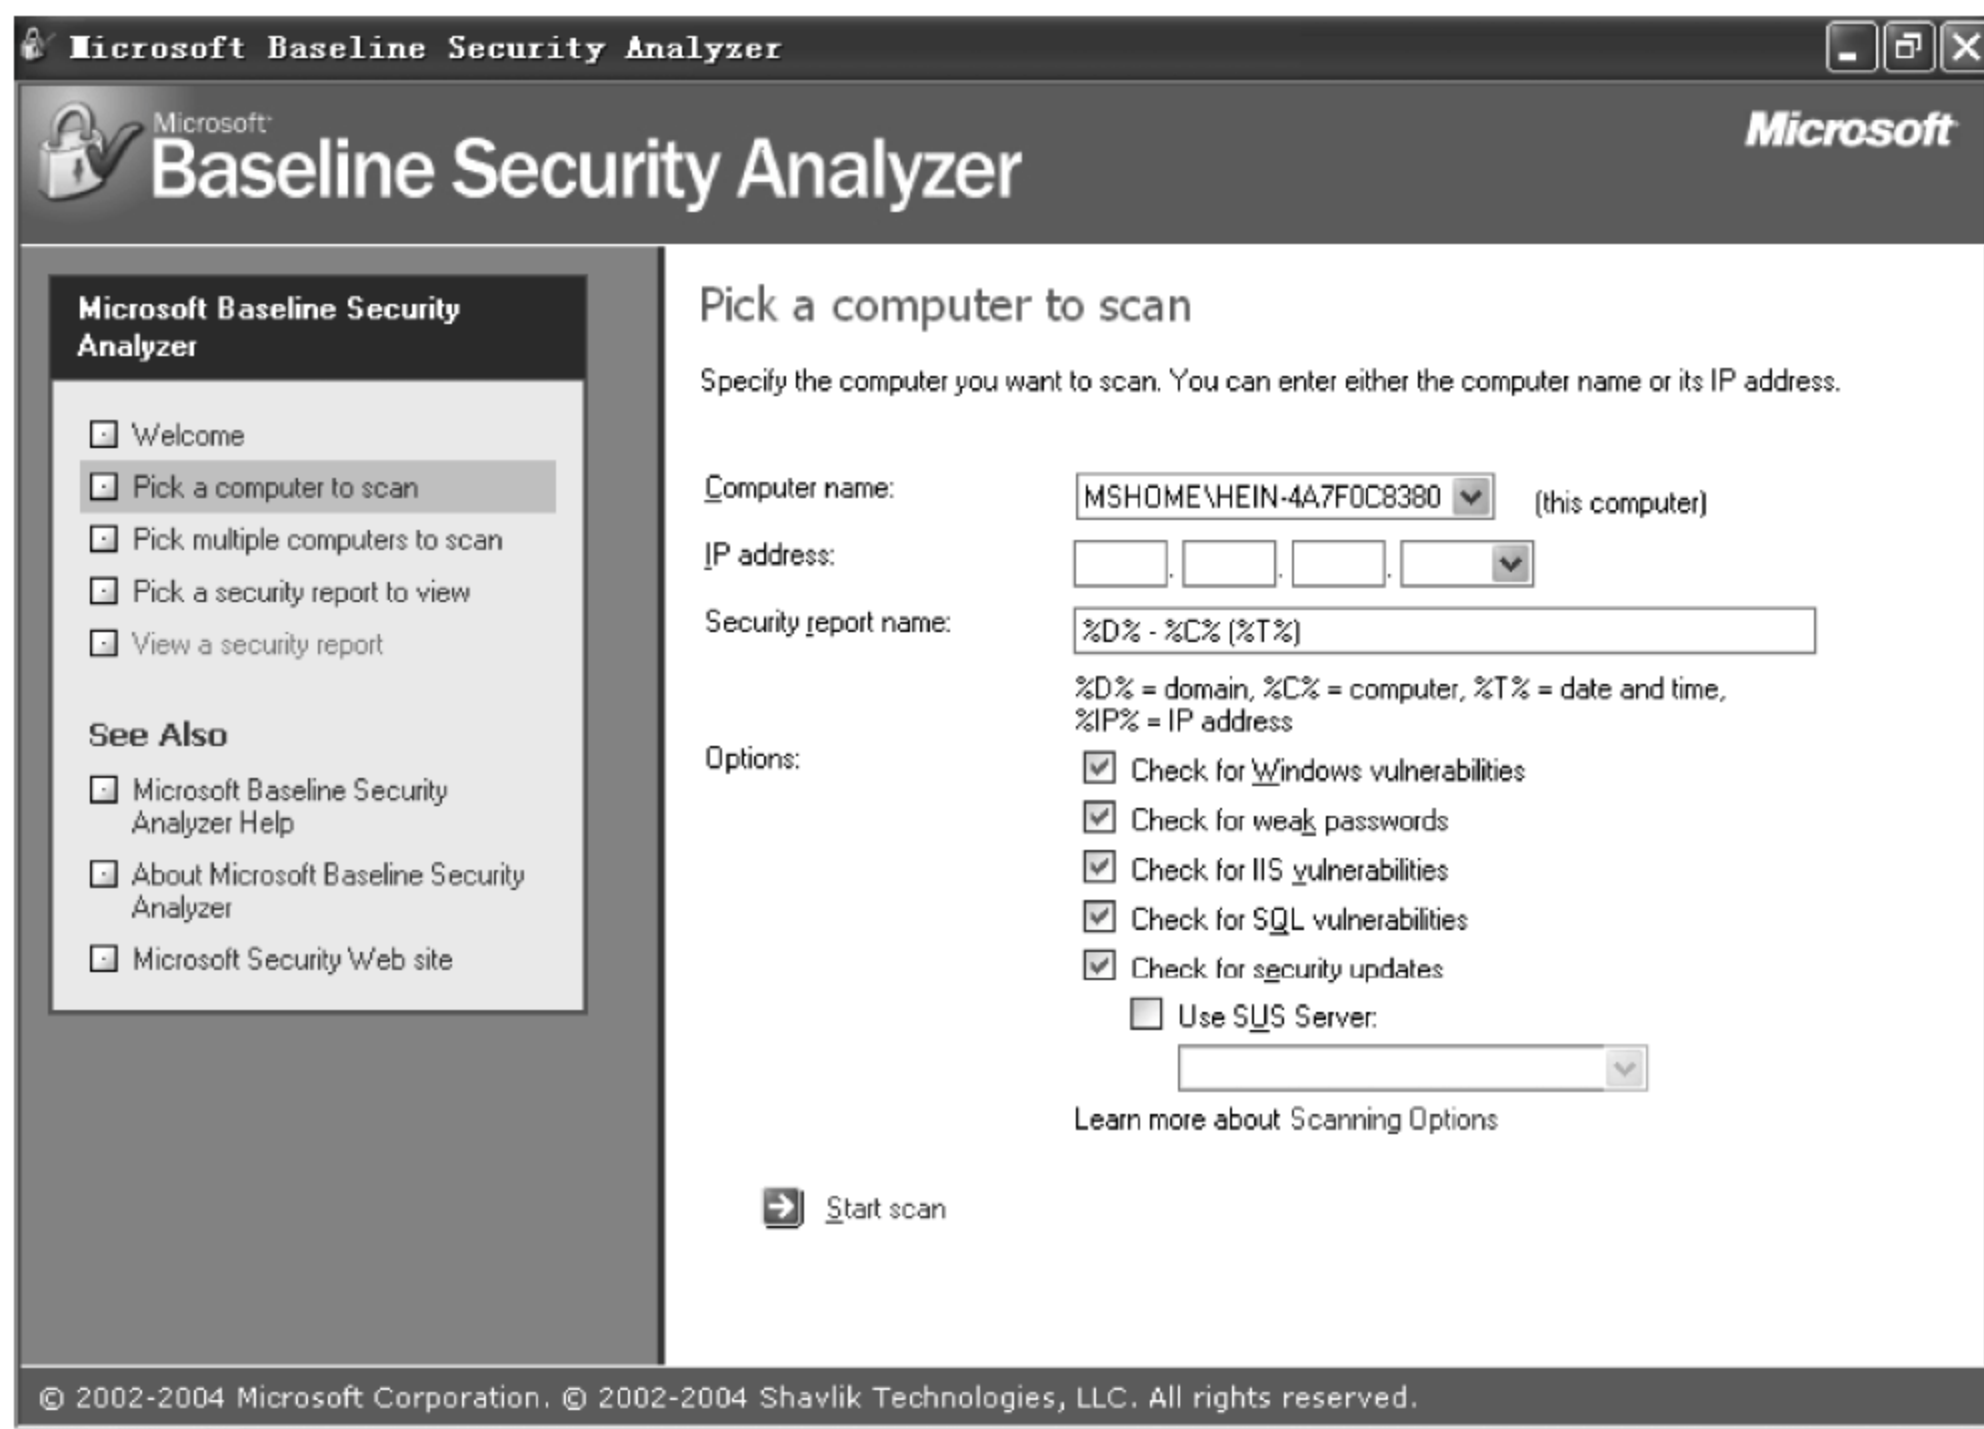 Microsoft Baseline Security Analyzer
Microsoft
Baseline Security Analyzer
Microsoft
Microsoft Baseline Security
Analyzer
Welcome
Pick a computer to scan
Pick multiple computers to scan
Pick a security report to view
View a security report
See Also
Microsoft Baseline Security
Analyzer Help
About Microsoft Baseline Security
Analyzer
Microsoft Security Web site
Pick a computer to scan
Specify the computer you want to scan. You can enter either the computer name or its IP address.
Computer name: MSHOME\HEIN-4A7F0C8380 (this computer)
IP address: . . .
Security report name: %D% - %C% (%T%)
%D% = domain, %C% = computer, %T% = date and time,
%IP% = IP address
Options:
Check for Windows vulnerabilities
Check for weak passwords
Check for IIS vulnerabilities
Check for SQL vulnerabilities
Check for security updates
Use SUS Server:
Learn more about Scanning Options
Start scan
© 2002-2004 Microsoft Corporation. © 2002-2004 Shavlik Technologies, LLC. All rights reserved.